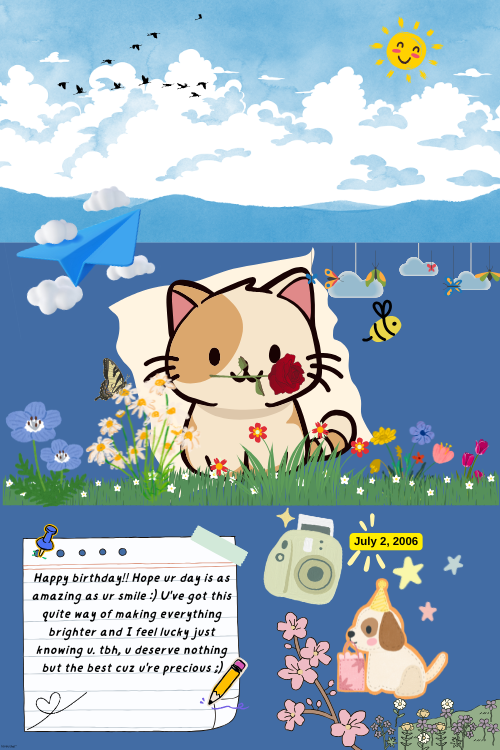 July 2, 2006
Happy birthday!! Hope ur day is as
amazing as ur smile :) U've got this
quite way of making everything
brighter and I feel lucky just
knowing u. tbh, u deserve nothing
but the best cuz u're precious ;)